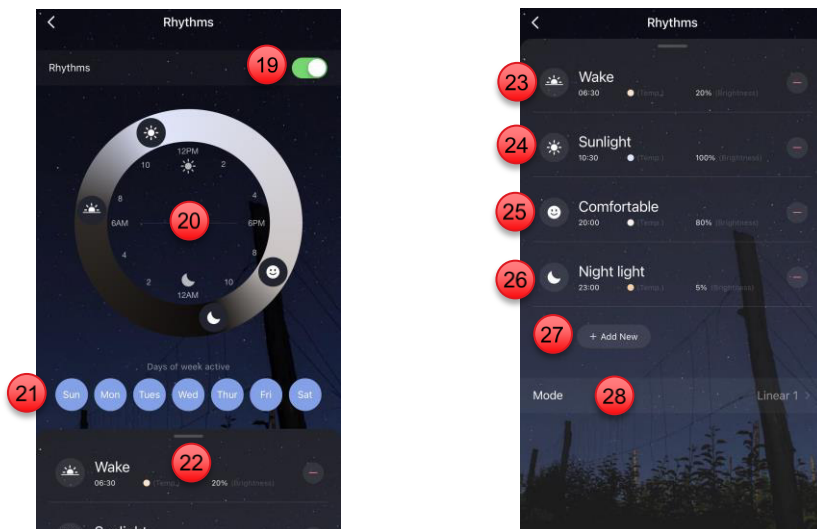 Rhythms
Rhythms
19
12PM
10
2
8
4
6AM
20
6PM
4
8
2
10
12AM
Days of week active
21
Sun Mon Tues Wed Thur Fri Sat
Wake
22
06:30 (Temp.) 20% (Brightness)
Rhythms
23
Wake
06:30 (Temp.) 20% (Brightness)
24
Sunlight
10:30 (Temp.) 100% (Brightness)
25
Comfortable
20:00 (Temp.) 80% (Brightness)
26
Night light
23:00 (Temp.) 5% (Brightness)
27
+ Add New
Mode
28
Linear 1 >